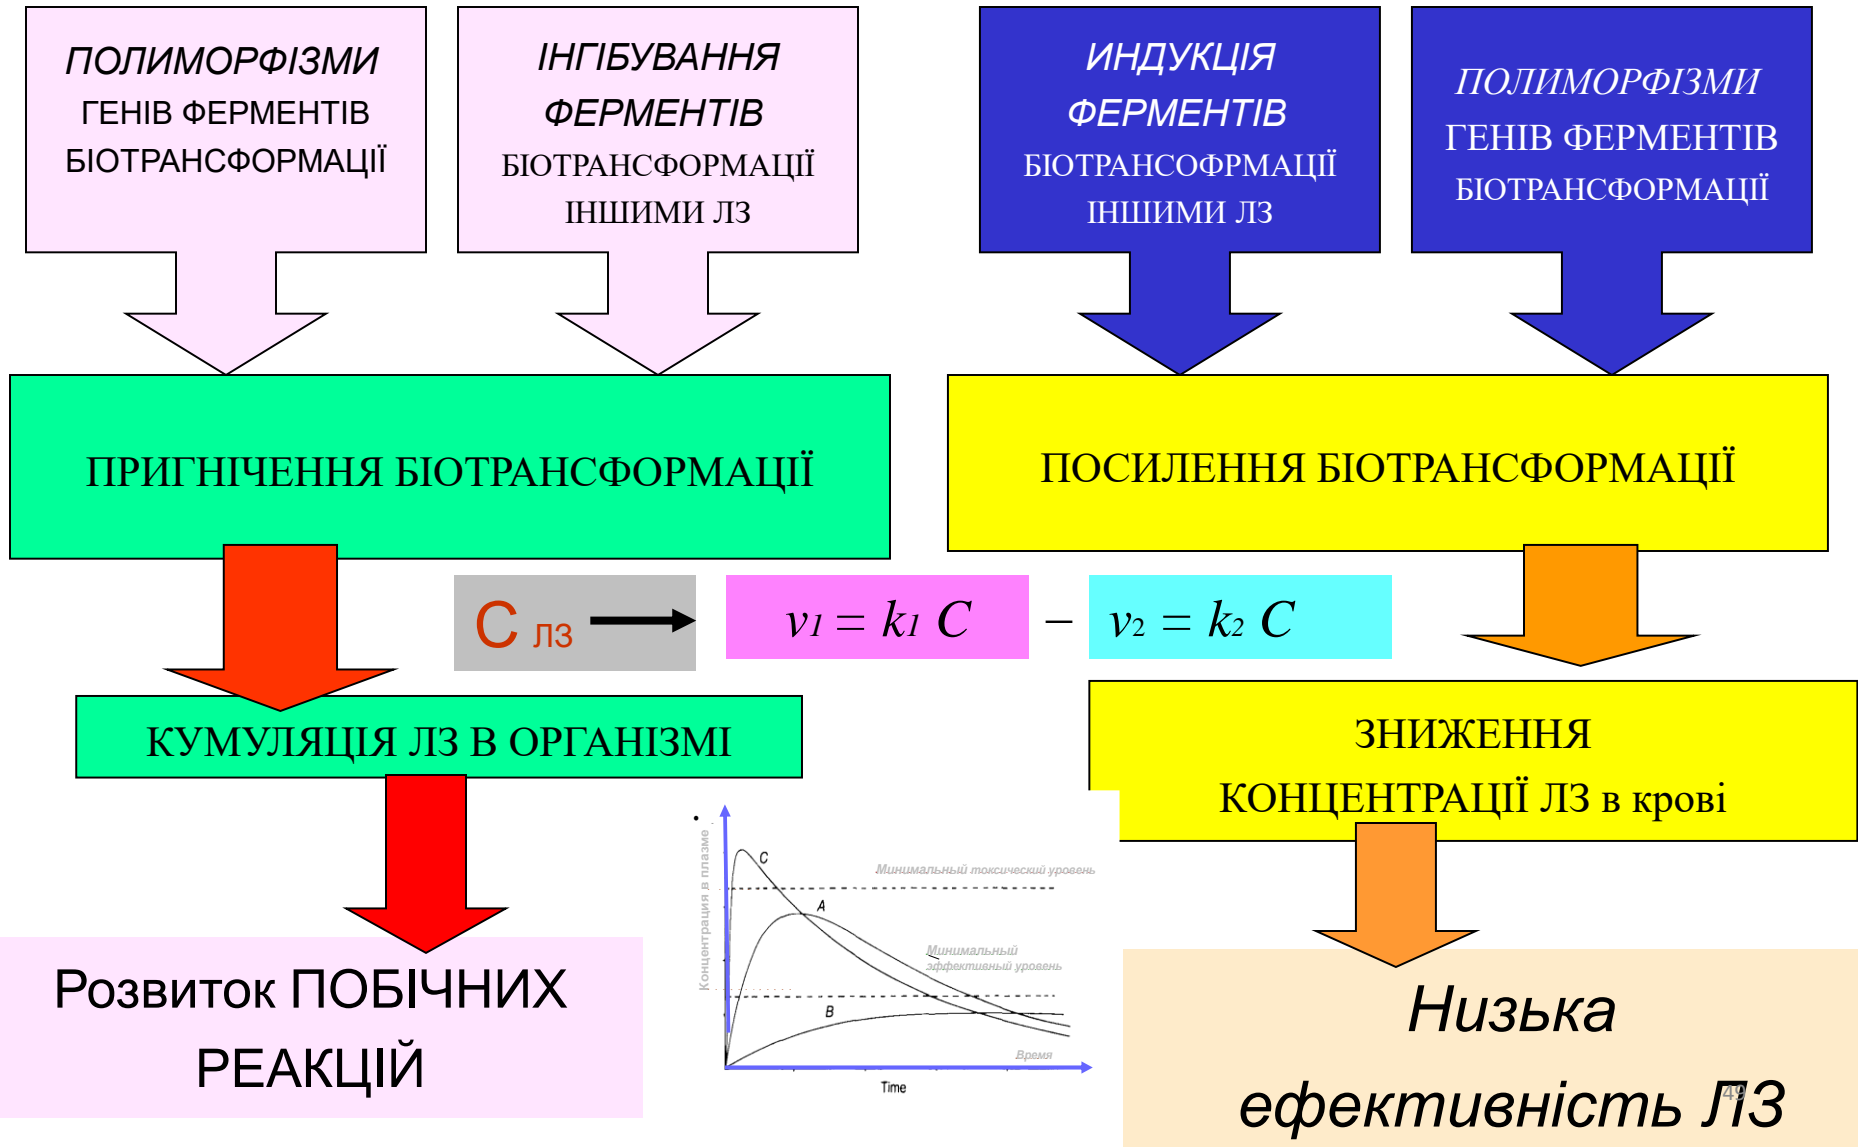 ПОЛИМОРФІЗМИ
ГЕНІВ ФЕРМЕНТІВ
БІОТРАНСФОРМАЦІЇ
ІНГІБУВАННЯ
ФЕРМЕНТІВ
БІОТРАНСФОРМАЦІЇ
ІНШИМИ ЛЗ
ИНДУКЦІЯ
ФЕРМЕНТІВ
БІОТРАНСОФРМАЦІЇ
ІНШИМИ ЛЗ
ПОЛИМОРФІЗМИ
ГЕНІВ ФЕРМЕНТІВ
БІОТРАНСФОРМАЦІЇ
ПРИГНІЧЕННЯ БІОТРАНСФОРМАЦІЇ
ПОСИЛЕННЯ БІОТРАНСФОРМАЦІЇ
С ЛЗ
v1 = k1 C
–
v2 = k2 C
КУМУЛЯЦІЯ ЛЗ В ОРГАНІЗМІ
ЗНИЖЕННЯ
КОНЦЕНТРАЦІЇ ЛЗ в крові
•
Концентрация в плазме
C
Минимальный токсический уровень
A
Минимальный
эффективный уровень
B
Время
Time
Розвиток ПОБІЧНИХ
РЕАКЦІЙ
Низька
ефективність ЛЗ
49